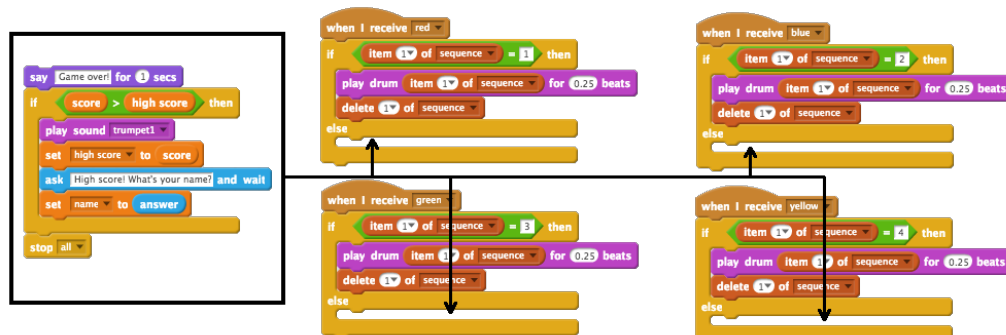 say Game over! for 1 secs
if score > high score then
play sound trumpet1
set high score to score
ask High score! What's your name? and wait
set name to answer
stop all
when I receive red
if item 1 of sequence = 1 then
play drum item 1 of sequence for 0.25 beats
delete 1 of sequence
else
when I receive blue
if item 1 of sequence = 2 then
play drum item 1 of sequence for 0.25 beats
delete 1 of sequence
else
when I receive green
if item 1 of sequence = 3 then
play drum item 1 of sequence for 0.25 beats
delete 1 of sequence
else
when I receive yellow
if item 1 of sequence = 4 then
play drum item 1 of sequence for 0.25 beats
delete 1 of sequence
else